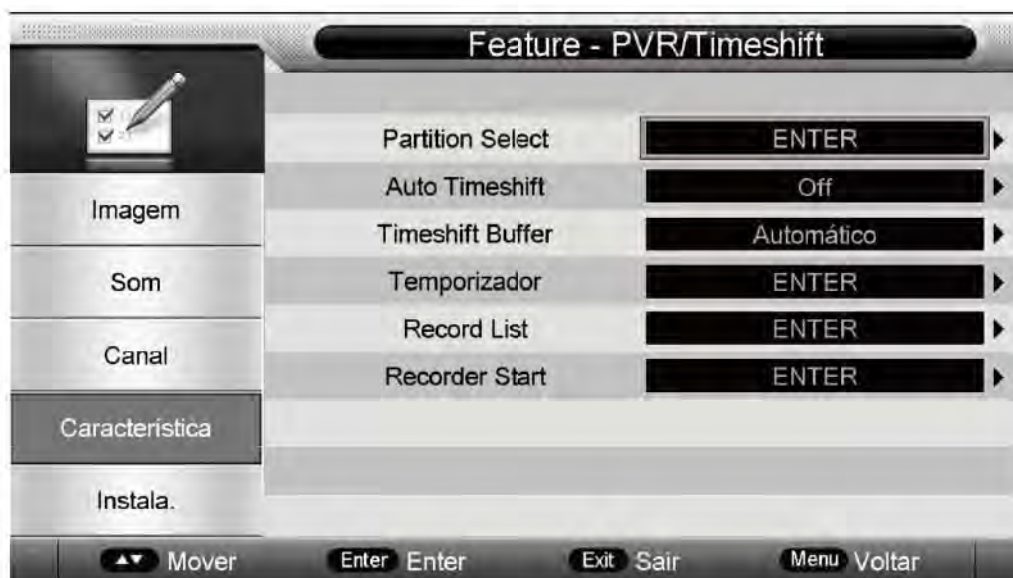 Feature - PVR/Timeshift
Imagem
Som
Canal
Característica
Instala.
Partition Select ENTER
Auto Timeshift Off
Timeshift Buffer Automático
Temporizador ENTER
Record List ENTER
Recorder Start ENTER
Mover Enter Enter Exit Sair Menu Voltar